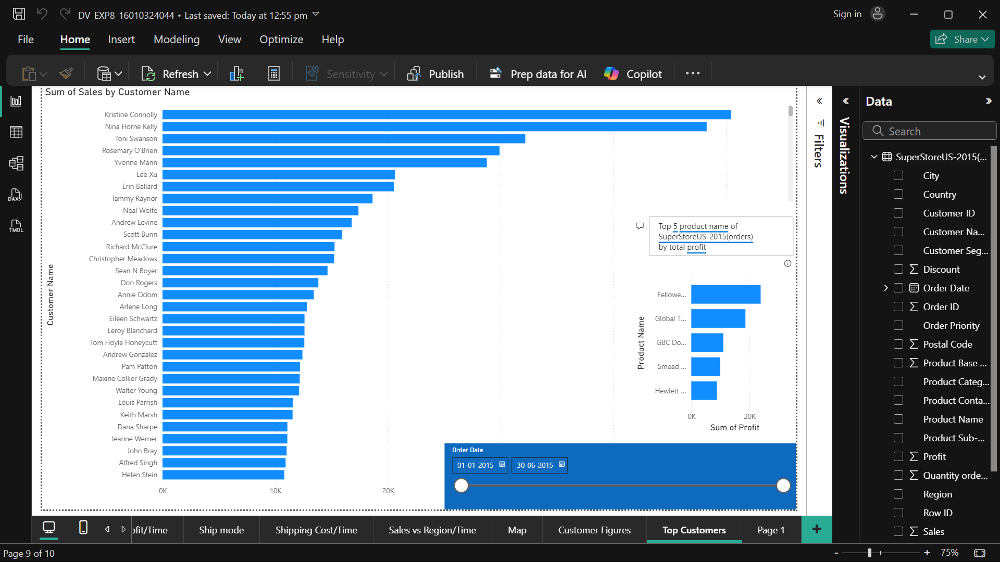 DV_EXP8_16010324044 • Last saved: Today at 12:55 pm
Sign in
File Home Insert Modeling View Optimize Help
Share
Refresh
Sensitivity
Publish
Prep data for AI
Copilot
DAX
TMDL
Sum of Sales by Customer Name
Customer Name
Kristine Connolly
Nina Horne Kelly
Toni Swanson
Rosemary O'Brien
Yvonne Mann
Lee Xu
Erin Ballard
Tammy Raynor
Neal Wolfe
Andrew Levine
Scott Bunn
Richard McClure
Christopher Meadows
Sean N Boyer
Don Rogers
Annie Odom
Arlene Long
Eileen Schwartz
Leroy Blanchard
Tom Hoyle Honeycutt
Andrew Gonzalez
Pam Patton
Maxine Collier Grady
Walter Young
Louis Parrish
Keith Marsh
Dana Sharpe
Jeanne Werner
John Bray
Alfred Singh
Helen Stein
0K 10K 20K
Top 5 product name of
SuperStoreUS-2015(orders)
by total profit
Product Name
Fellowe...
Global T...
GBC Do...
Smead ...
Hewlett ...
0K 20K
Sum of Profit
Order Date
01-01-2015 30-06-2015
Filters
Visualizations
Data
Search
SuperStoreUS-2015(...
City
Country
Customer ID
Customer Na...
Customer Seg...
Discount
Order Date
Order ID
Order Priority
Postal Code
Product Base ...
Product Categ...
Product Conta...
Product Name
Product Sub-...
Profit
Quantity orde...
Region
Row ID
Sales
ofit/Time Ship mode Shipping Cost/Time Sales vs Region/Time Map Customer Figures Top Customers Page 1
Page 9 of 10
- + 75%